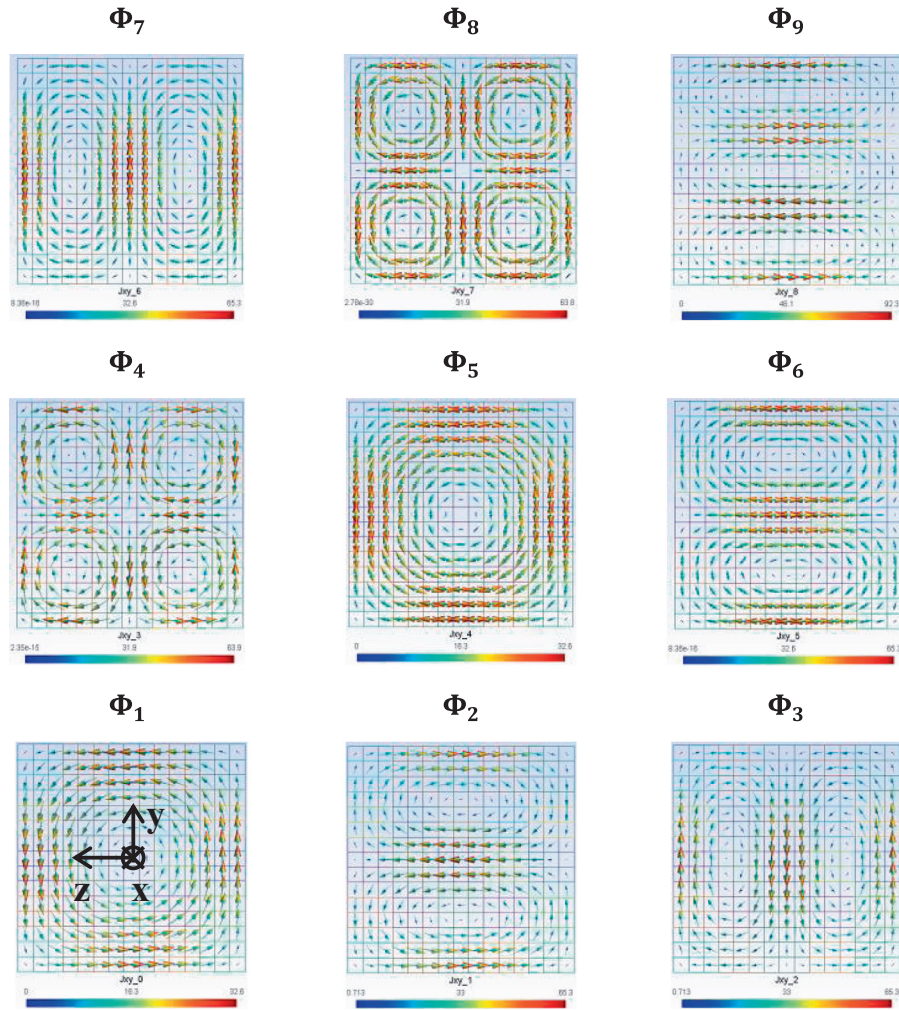 Φ7 Φ8 Φ9
Jxy_6 Jxy_7 Jxy_8
8.36e-16 32.6 65.3 2.76e-30 31.9 63.8 0 46.1 92.3
Φ4 Φ5 Φ6
Jxy_3 Jxy_4 Jxy_5
2.35e-15 31.9 63.9 0 16.3 32.6 8.36e-16 32.6 65.3
Φ1 Φ2 Φ3
y
z x
Jxy_0 Jxy_1 Jxy_2
0 16.3 32.6 0.713 33 65.3 0.713 33 65.3